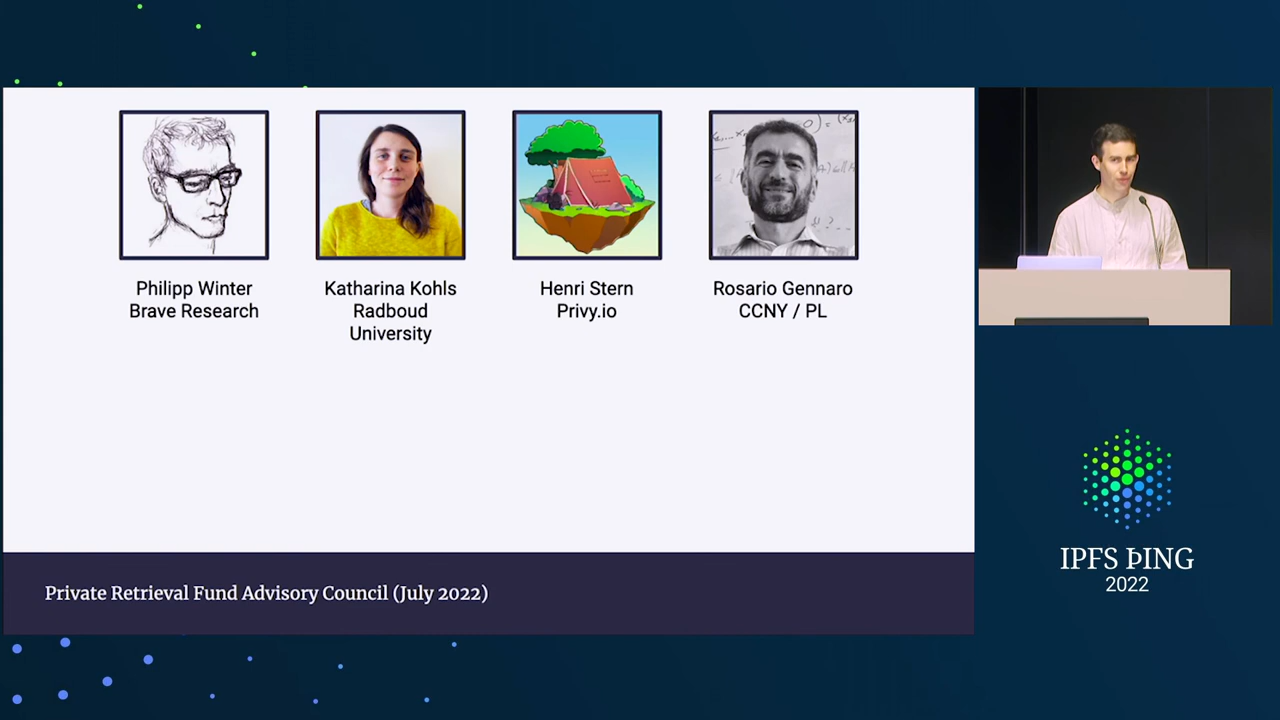 Philipp Winter
Brave Research
Katharina Kohls
Radboud
University
Henri Stern
Privy.io
Rosario Gennaro
CCNY / PL
Private Retrieval Fund Advisory Council (July 2022)
IPFS ÞING
2022